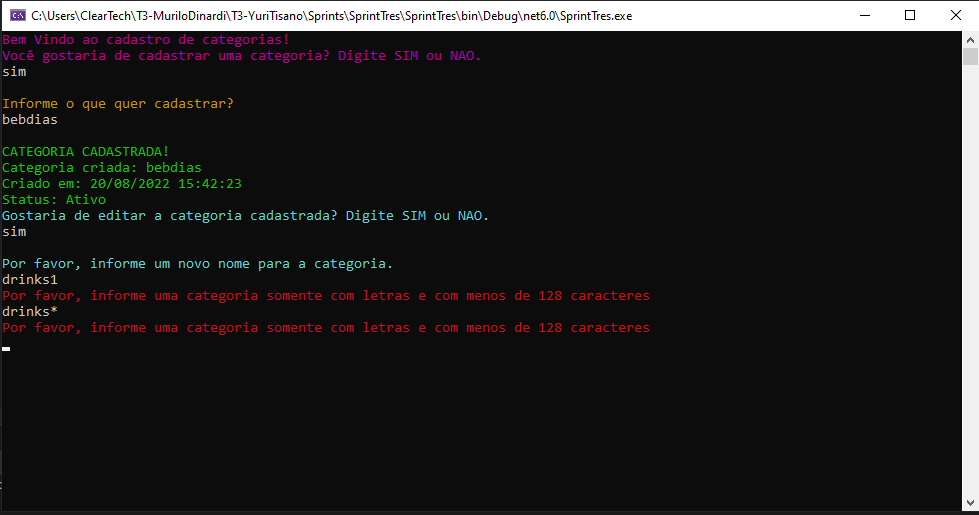 C:\Users\ClearTech\T3-MuriloDinardi\T3-YuriTisano\Sprints\SprintTres\SprintTres\bin\Debug\net6.0\SprintTres.exe
Bem Vindo ao cadastro de categorias!
Você gostaria de cadastrar uma categoria? Digite SIM ou NAO.
sim
Informe o que quer cadastrar?
bebdias
CATEGORIA CADASTRADA!
Categoria criada: bebdias
Criado em: 20/08/2022 15:42:23
Status: Ativo
Gostaria de editar a categoria cadastrada? Digite SIM ou NAO.
sim
Por favor, informe um novo nome para a categoria.
drinks1
Por favor, informe uma categoria somente com letras e com menos de 128 caracteres
drinks*
Por favor, informe uma categoria somente com letras e com menos de 128 caracteres